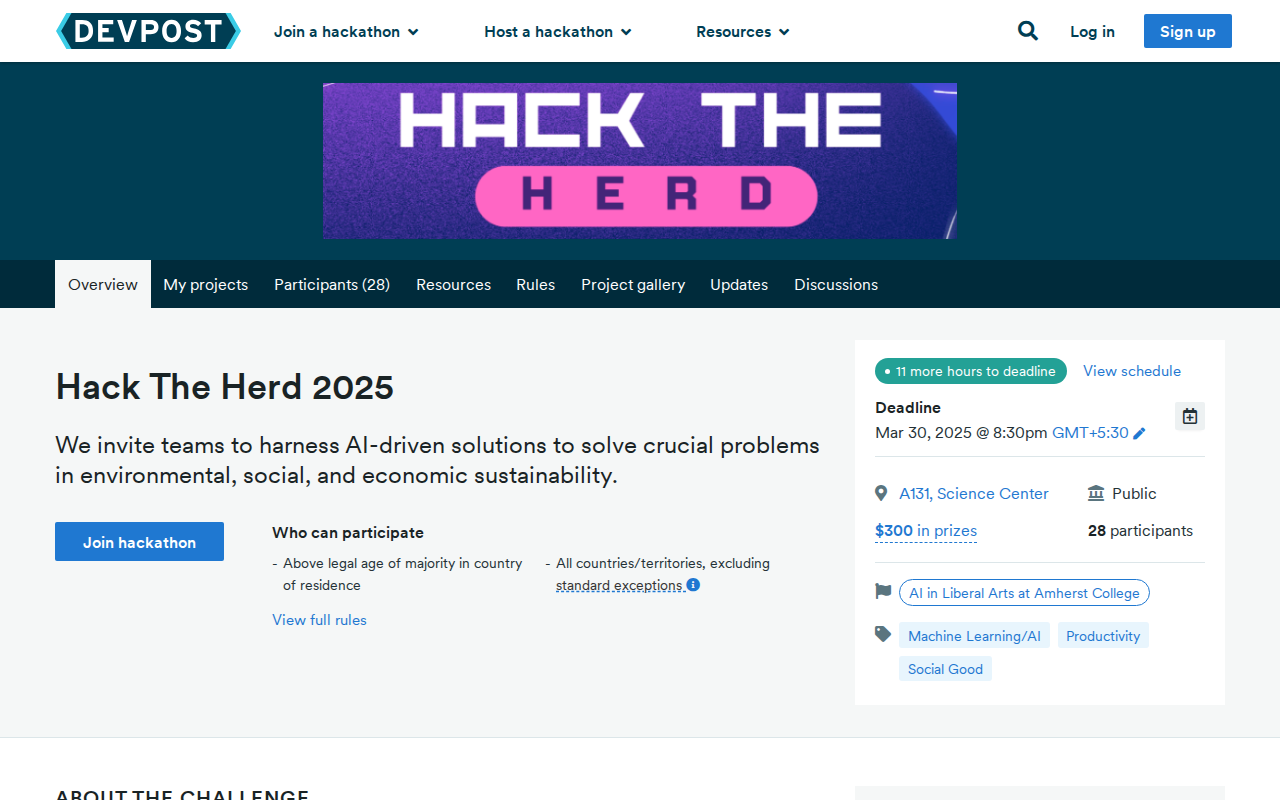 DEVPOST
Join a hackathon
Host a hackathon
Resources
Log in
Sign up
HACK THE
HERD
Overview
My projects
Participants (28)
Resources
Rules
Project gallery
Updates
Discussions
Hack The Herd 2025
We invite teams to harness AI-driven solutions to solve crucial problems
in environmental, social, and economic sustainability.
Join hackathon
Who can participate
- Above legal age of majority in country
of residence
- All countries/territories, excluding
standard exceptions
View full rules
11 more hours to deadline
View schedule
Deadline
Mar 30, 2025 @ 8:30pm GMT+5:30
A131, Science Center
Public
$300 in prizes
28 participants
AI in Liberal Arts at Amherst College
Machine Learning/AI
Productivity
Social Good
ABOUT THE CHALLENGE